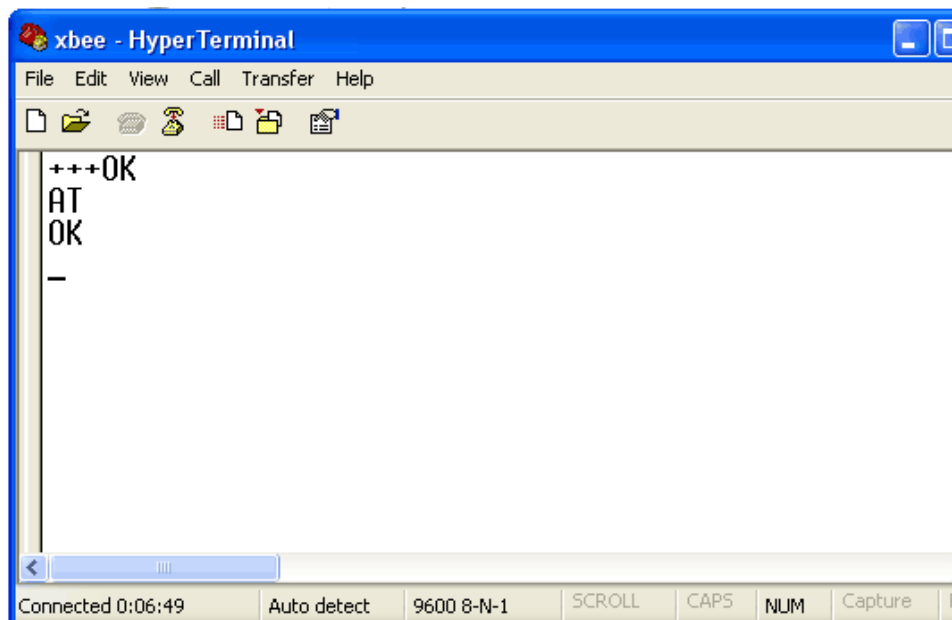 xbee - HyperTerminal
File Edit View Call Transfer Help
+++OK
AT
OK
_
Connected 0:06:49 Auto detect 9600 8-N-1 SCROLL CAPS NUM Capture